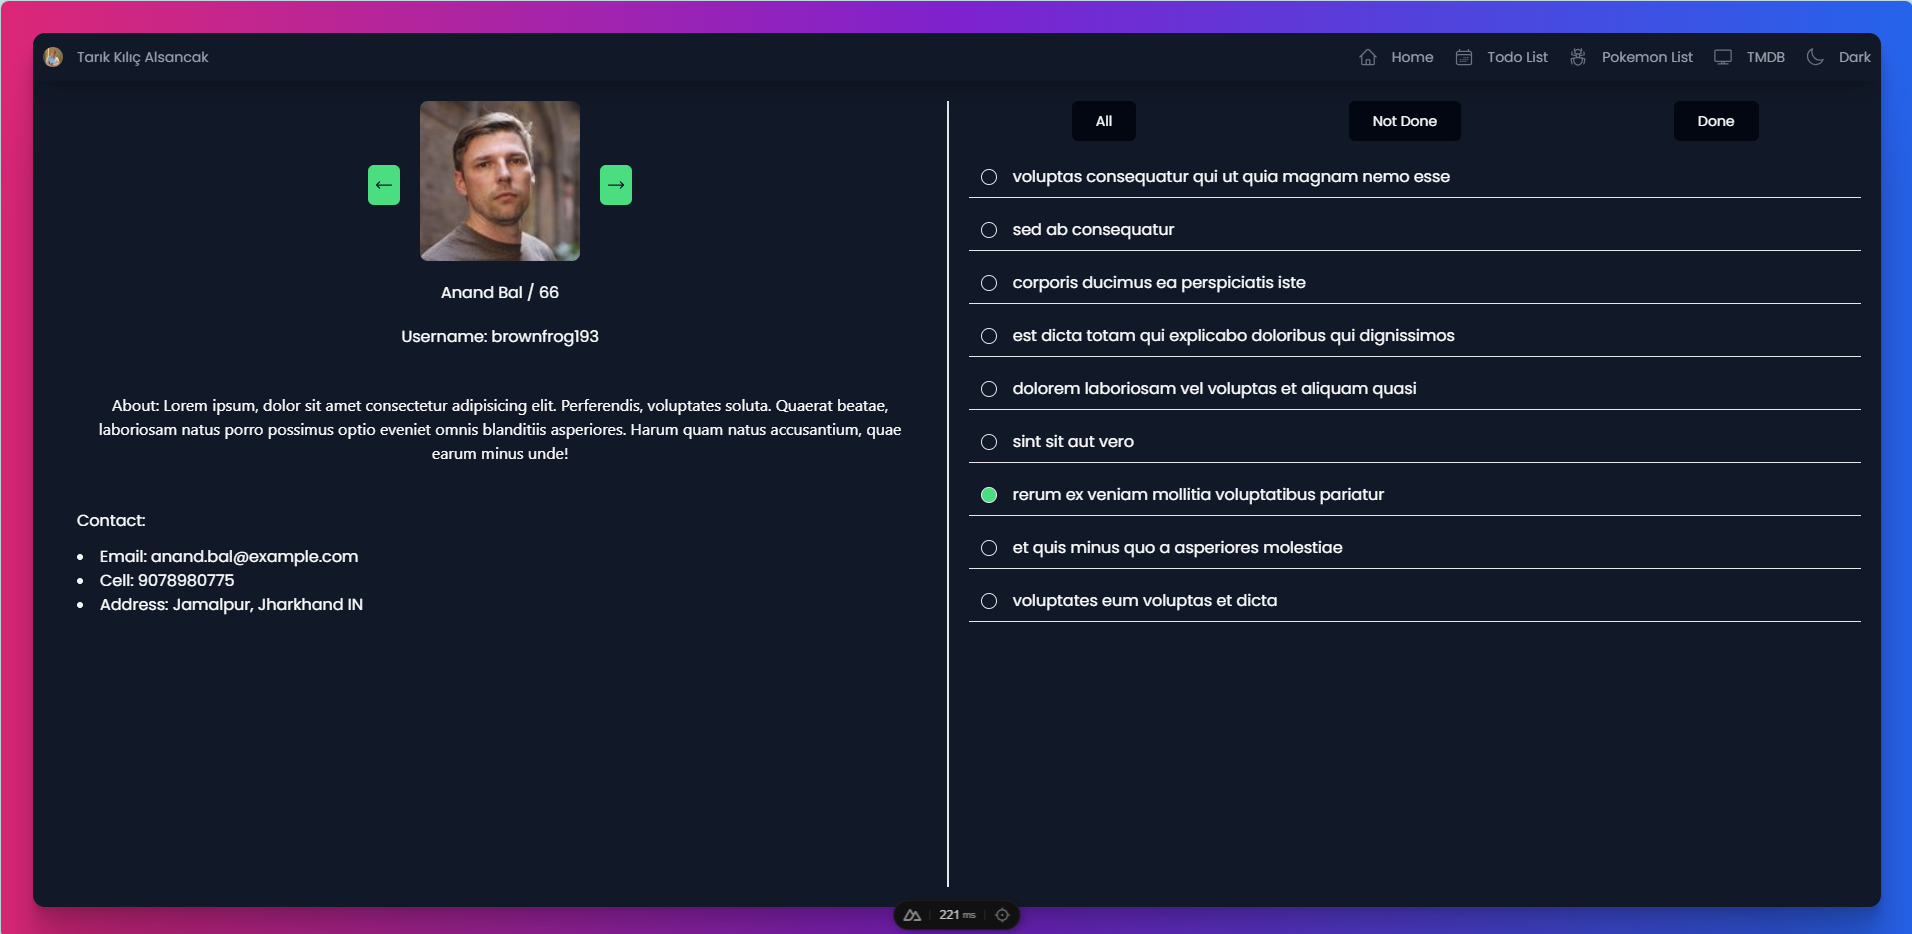 Tarık Kılıç Alsancak
Home
Todo List
Pokemon List
TMDB
Dark
Anand Bal / 66
Username: brownfrog193
About: Lorem ipsum, dolor sit amet consectetur adipisicing elit. Perferendis, voluptates soluta. Quaerat beatae,
laboriosam natus porro possimus optio eveniet omnis blanditiis asperiores. Harum quam natus accusantium, quae
earum minus unde!
Contact:
Email: anand.bal@example.com
Cell: 9078980775
Address: Jamalpur, Jharkhand IN
All
Not Done
Done
voluptas consequatur qui ut quia magnam nemo esse
sed ab consequatur
corporis ducimus ea perspiciatis iste
est dicta totam qui explicabo doloribus qui dignissimos
dolorem laboriosam vel voluptas et aliquam quasi
sint sit aut vero
rerum ex veniam mollitia voluptatibus pariatur
et quis minus quo a asperiores molestiae
voluptates eum voluptas et dicta
221 ms